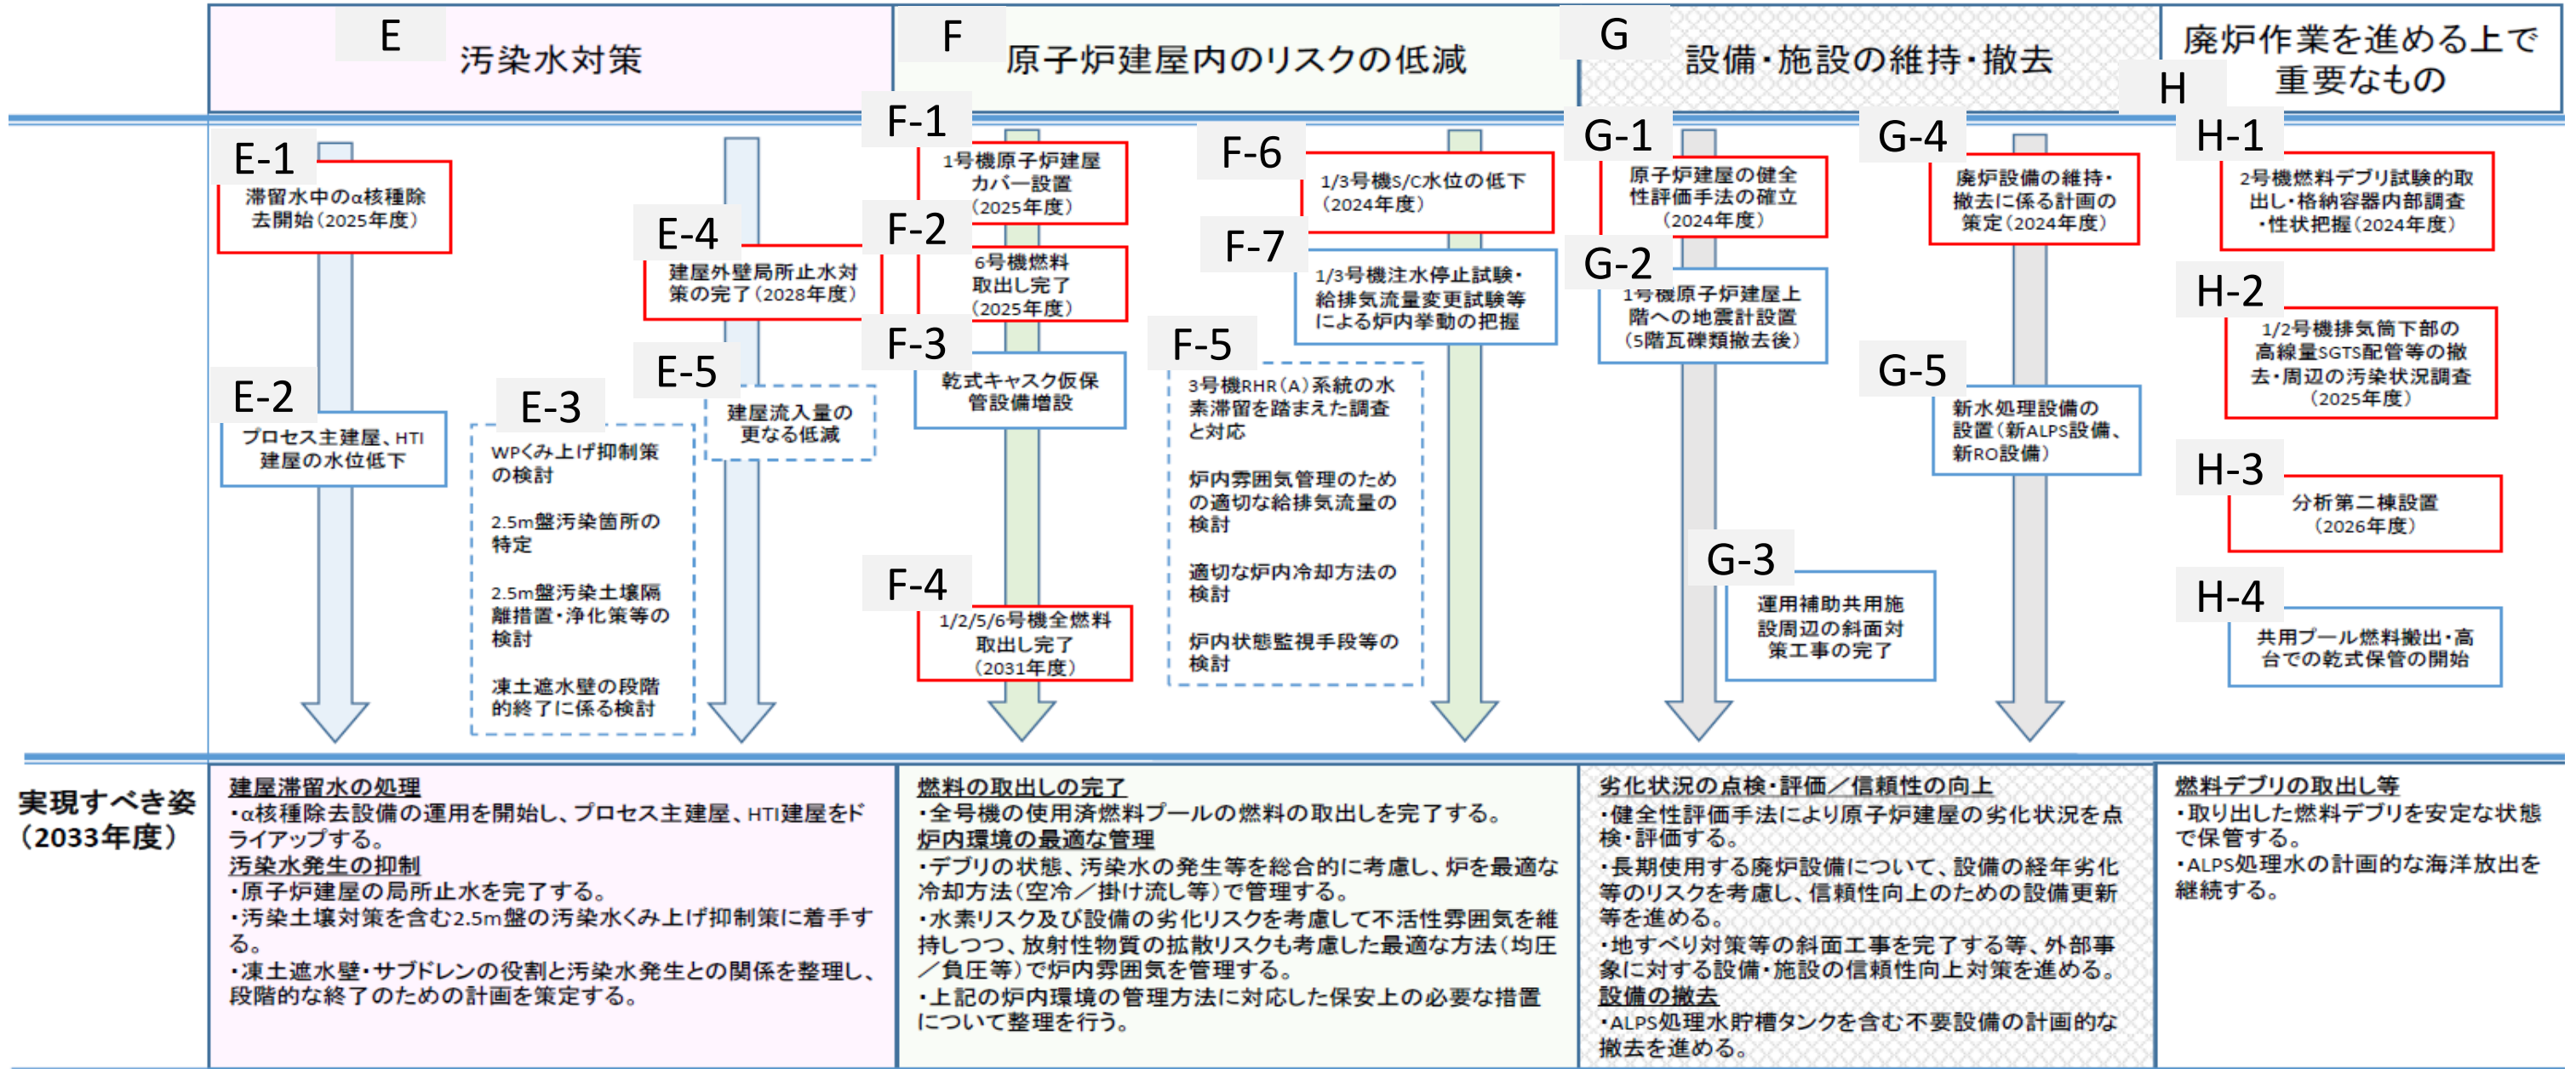 E
汚染水対策
F
原子炉建屋内のリスクの低減
G
設備・施設の維持・撤去
廃炉作業を進める上で
重要なもの
H
E-1
滞留水中のα核種除
去開始(2025年度)
E-2
プロセス主建屋、HTI
建屋の水位低下
E-3
WPくみ上げ抑制策
の検討
2.5m盤汚染箇所の
特定
2.5m盤汚染土壌隔
離措置・浄化策等の
検討
凍土遮水壁の段階
的終了に係る検討
E-4
建屋外壁局所止水対
策の完了(2028年度)
E-5
建屋流入量の
更なる低減
F-1
1号機原子炉建屋
カバー設置
(2025年度)
F-2
6号機燃料
取出し完了
(2025年度)
F-3
乾式キャスク仮保
管設備増設
F-4
1/2/5/6号機全燃料
取出し完了
(2031年度)
F-5
3号機RHR(A)系統の水
素滞留を踏まえた調査
と対応
炉内雰囲気管理のため
の適切な給排気流量の
検討
適切な炉内冷却方法の
検討
炉内状態監視手段等の
検討
F-6
1/3号機S/C水位の低下
(2024年度)
F-7
1/3号機注水停止試験・
給排気流量変更試験等
による炉内挙動の把握
G-1
原子炉建屋の健全
性評価手法の確立
(2024年度)
G-2
1号機原子炉建屋上
階への地震計設置
(5階瓦礫類撤去後)
G-3
運用補助共用施
設周辺の斜面対
策工事の完了
G-4
廃炉設備の維持・
撤去に係る計画の
策定(2024年度)
G-5
新水処理設備の
設置(新ALPS設備、
新RO設備)
H-1
2号機燃料デブリ試験的取
出し・格納容器内部調査
・性状把握(2024年度)
H-2
1/2号機排気筒下部の
高線量SGTS配管等の撤
去・周辺の汚染状況調査
(2025年度)
H-3
分析第二棟設置
(2026年度)
H-4
共用プール燃料搬出・高
台での乾式保管の開始
実現すべき姿
(2033年度)
建屋滞留水の処理
・α核種除去設備の運用を開始し、プロセス主建屋、HTI建屋をド
ライアップする。
汚染水発生の抑制
・原子炉建屋の局所止水を完了する。
・汚染土壌対策を含む2.5m盤の汚染水くみ上げ抑制策に着手す
る。
・凍土遮水壁・サブドレンの役割と汚染水発生との関係を整理し、
段階的な終了のための計画を策定する。
燃料の取出しの完了
・全号機の使用済燃料プールの燃料の取出しを完了する。
炉内環境の最適な管理
・デブリの状態、汚染水の発生等を総合的に考慮し、炉を最適な
冷却方法(空冷/掛け流し等)で管理する。
・水素リスク及び設備の劣化リスクを考慮して不活性雰囲気を維
持しつつ、放射性物質の拡散リスクも考慮した最適な方法(均圧
/負圧等)で炉内雰囲気を管理する。
・上記の炉内環境の管理方法に対応した保安上の必要な措置
について整理を行う。
劣化状況の点検・評価/信頼性の向上
・健全性評価手法により原子炉建屋の劣化状況を点
検・評価する。
・長期使用する廃炉設備について、設備の経年劣化
等のリスクを考慮し、信頼性向上のための設備更新
等を進める。
・地すべり対策等の斜面工事を完了する等、外部事
象に対する設備・施設の信頼性向上対策を進める。
設備の撤去
・ALPS処理水貯槽タンクを含む不要設備の計画的な
撤去を進める。
燃料デブリの取出し等
・取り出した燃料デブリを安定な状態
で保管する。
・ALPS処理水の計画的な海洋放出を
継続する。